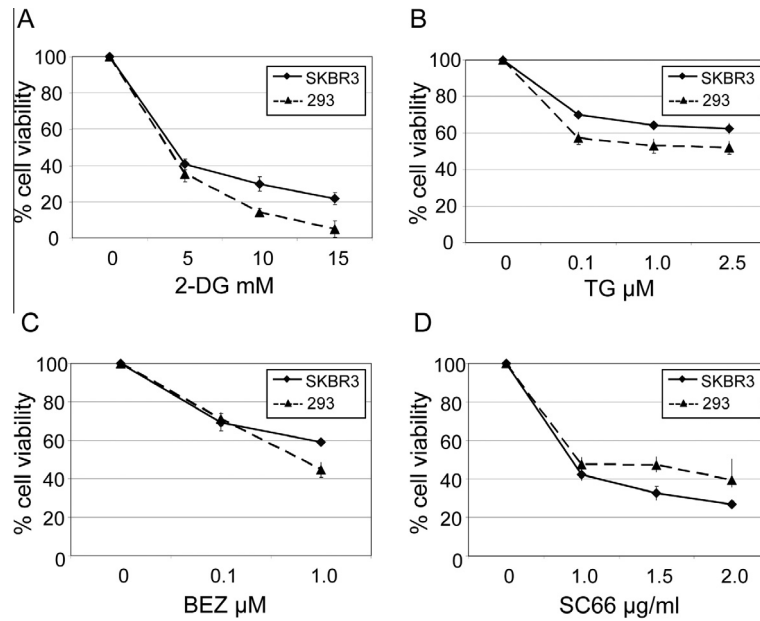 A
% cell viability
100
80
60
40
20
0
SKBR3
293
0 5 10 15
2-DG mM
B
% cell viability
100
80
60
40
20
0
SKBR3
293
0 0.1 1.0 2.5
TG µM
C
% cell viability
100
80
60
40
20
0
SKBR3
293
0 0.1 1.0
BEZ µM
D
% cell viability
100
80
60
40
20
0
SKBR3
293
0 1.0 1.5 2.0
SC66 µg/ml